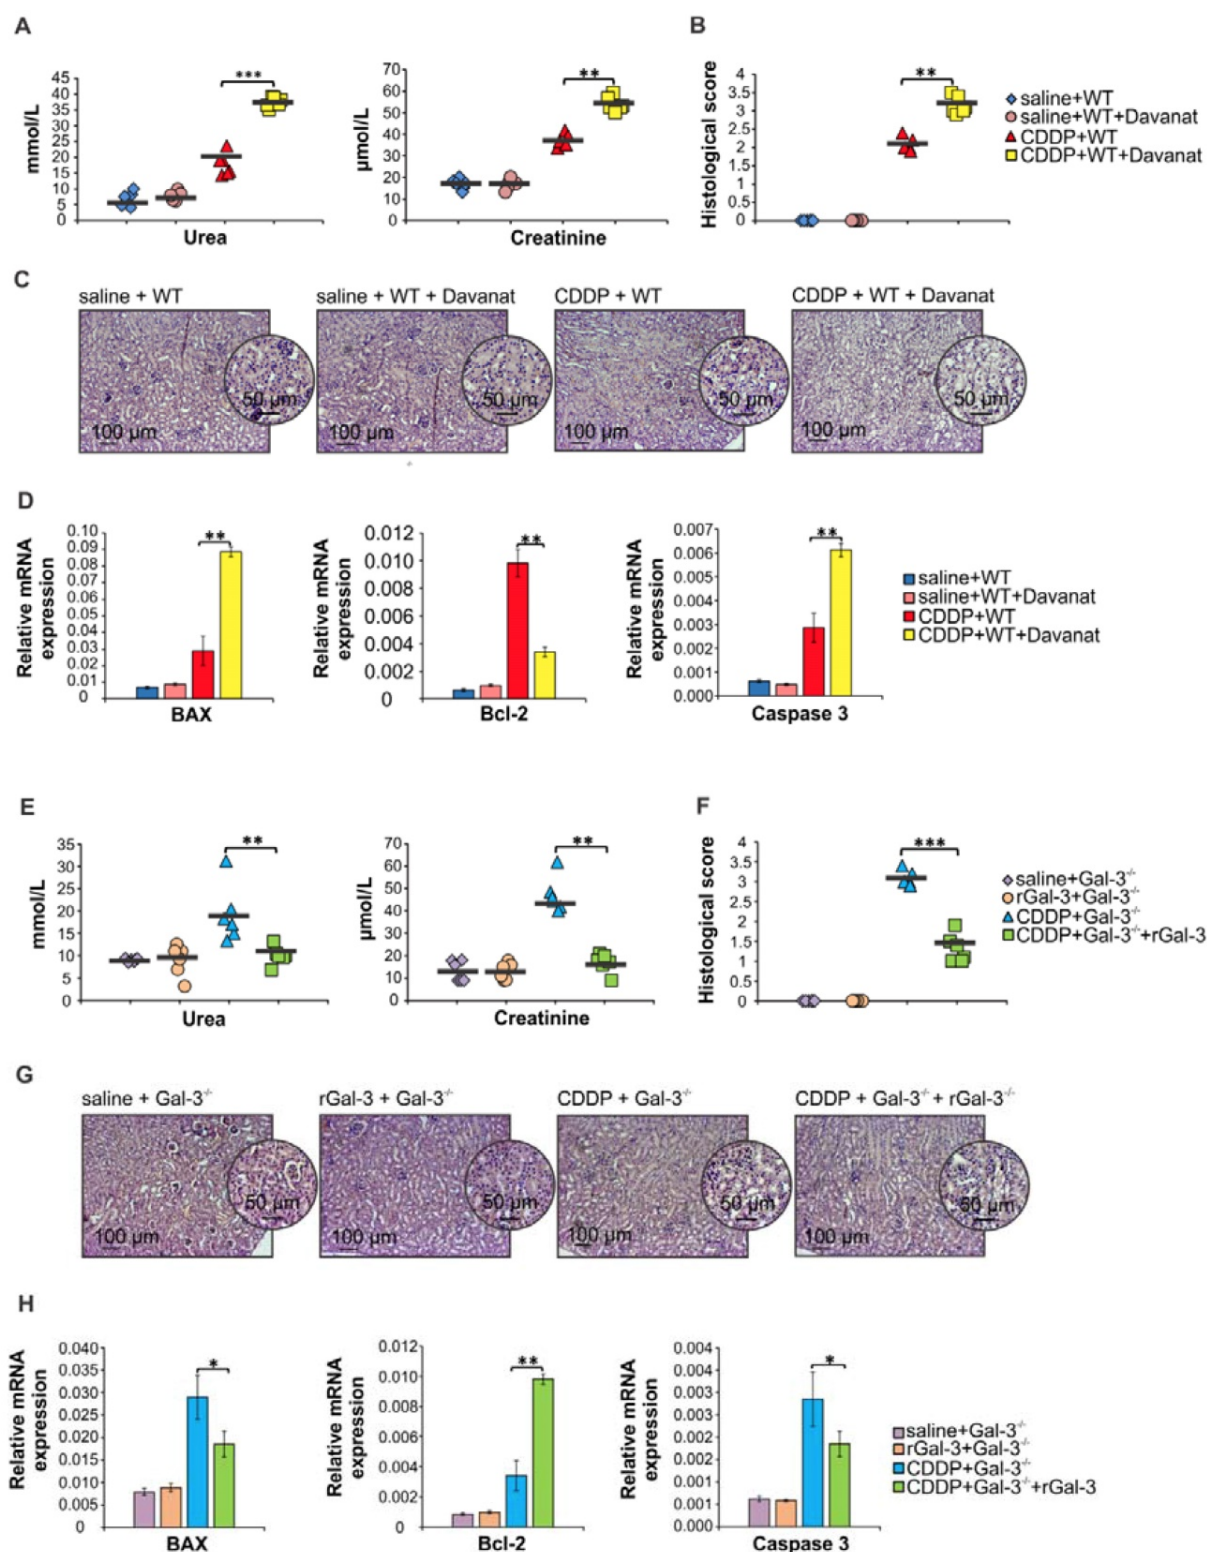 A
B
mmol/L
45
40
35
30
25
20
15
10
5
0
***
Urea
µmol/L
70
60
50
40
30
20
10
0
**
Creatinine
Histological score
4
3.5
3
2.5
2
1.5
1
0.5
0
**
saline+WT
saline+WT+Davanat
CDDP+WT
CDDP+WT+Davanat
C
saline + WT
saline + WT + Davanat
CDDP + WT
CDDP + WT + Davanat
50 µm
100 µm
50 µm
100 µm
50 µm
100 µm
50 µm
100 µm
D
Relative mRNA
expression
0.10
0.09
0.08
0.07
0.06
0.05
0.04
0.03
0.02
0.01
0
**
BAX
Relative mRNA
expression
0.012
0.010
0.008
0.006
0.004
0.002
0
**
Bcl-2
Relative mRNA
expression
0.007
0.006
0.005
0.004
0.003
0.002
0.001
0.000
**
Caspase 3
saline+WT
saline+WT+Davanat
CDDP+WT
CDDP+WT+Davanat
E
F
mmol/L
35
30
25
20
15
10
5
0
**
Urea
µmol/L
70
60
50
40
30
20
10
0
**
Creatinine
Histological score
4
3.5
3
2.5
2
1.5
1
0.5
0
***
saline+Gal-3-/-
rGal-3+Gal-3-/-
CDDP+Gal-3-/-
CDDP+Gal-3-/-+rGal-3
G
saline + Gal-3-/-
rGal-3 + Gal-3-/-
CDDP + Gal-3-/-
CDDP + Gal-3-/- + rGal-3-/-
50 µm
100 µm
50 µm
100 µm
50 µm
100 µm
50 µm
100 µm
H
Relative mRNA
expression
0.040
0.035
0.030
0.025
0.020
0.015
0.010
0.005
0
*
BAX
Relative mRNA
expression
0.012
0.010
0.008
0.006
0.004
0.002
0
**
Bcl-2
Relative mRNA
expression
0.004
0.003
0.003
0.002
0.002
0.001
0.001
0.000
*
Caspase 3
saline+Gal-3-/-
rGal-3+Gal-3-/-
CDDP+Gal-3-/-
CDDP+Gal-3-/-+rGal-3